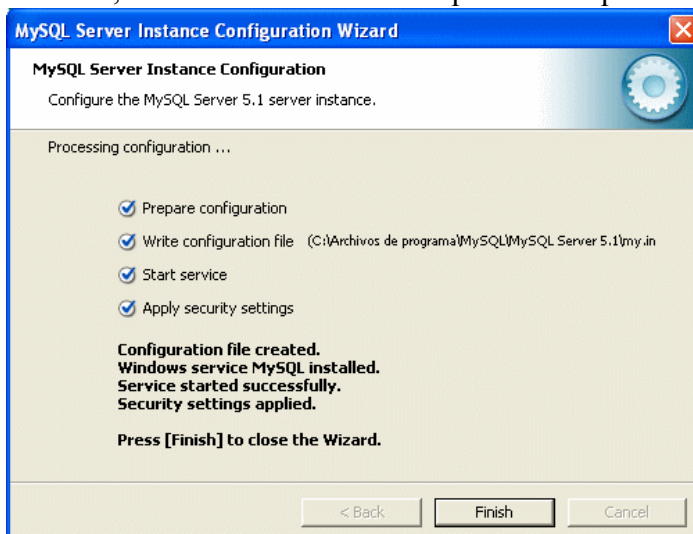 MySQL Server Instance Configuration Wizard
MySQL Server Instance Configuration
Configure the MySQL Server 5.1 server instance.
Processing configuration ...
Prepare configuration
Write configuration file (C:\Archivos de programa\MySQL\MySQL Server 5.1\my.in
Start service
Apply security settings
Configuration file created.
Windows service MySQL installed.
Service started successfully.
Security settings applied.
Press [Finish] to close the Wizard.
< Back Finish Cancel